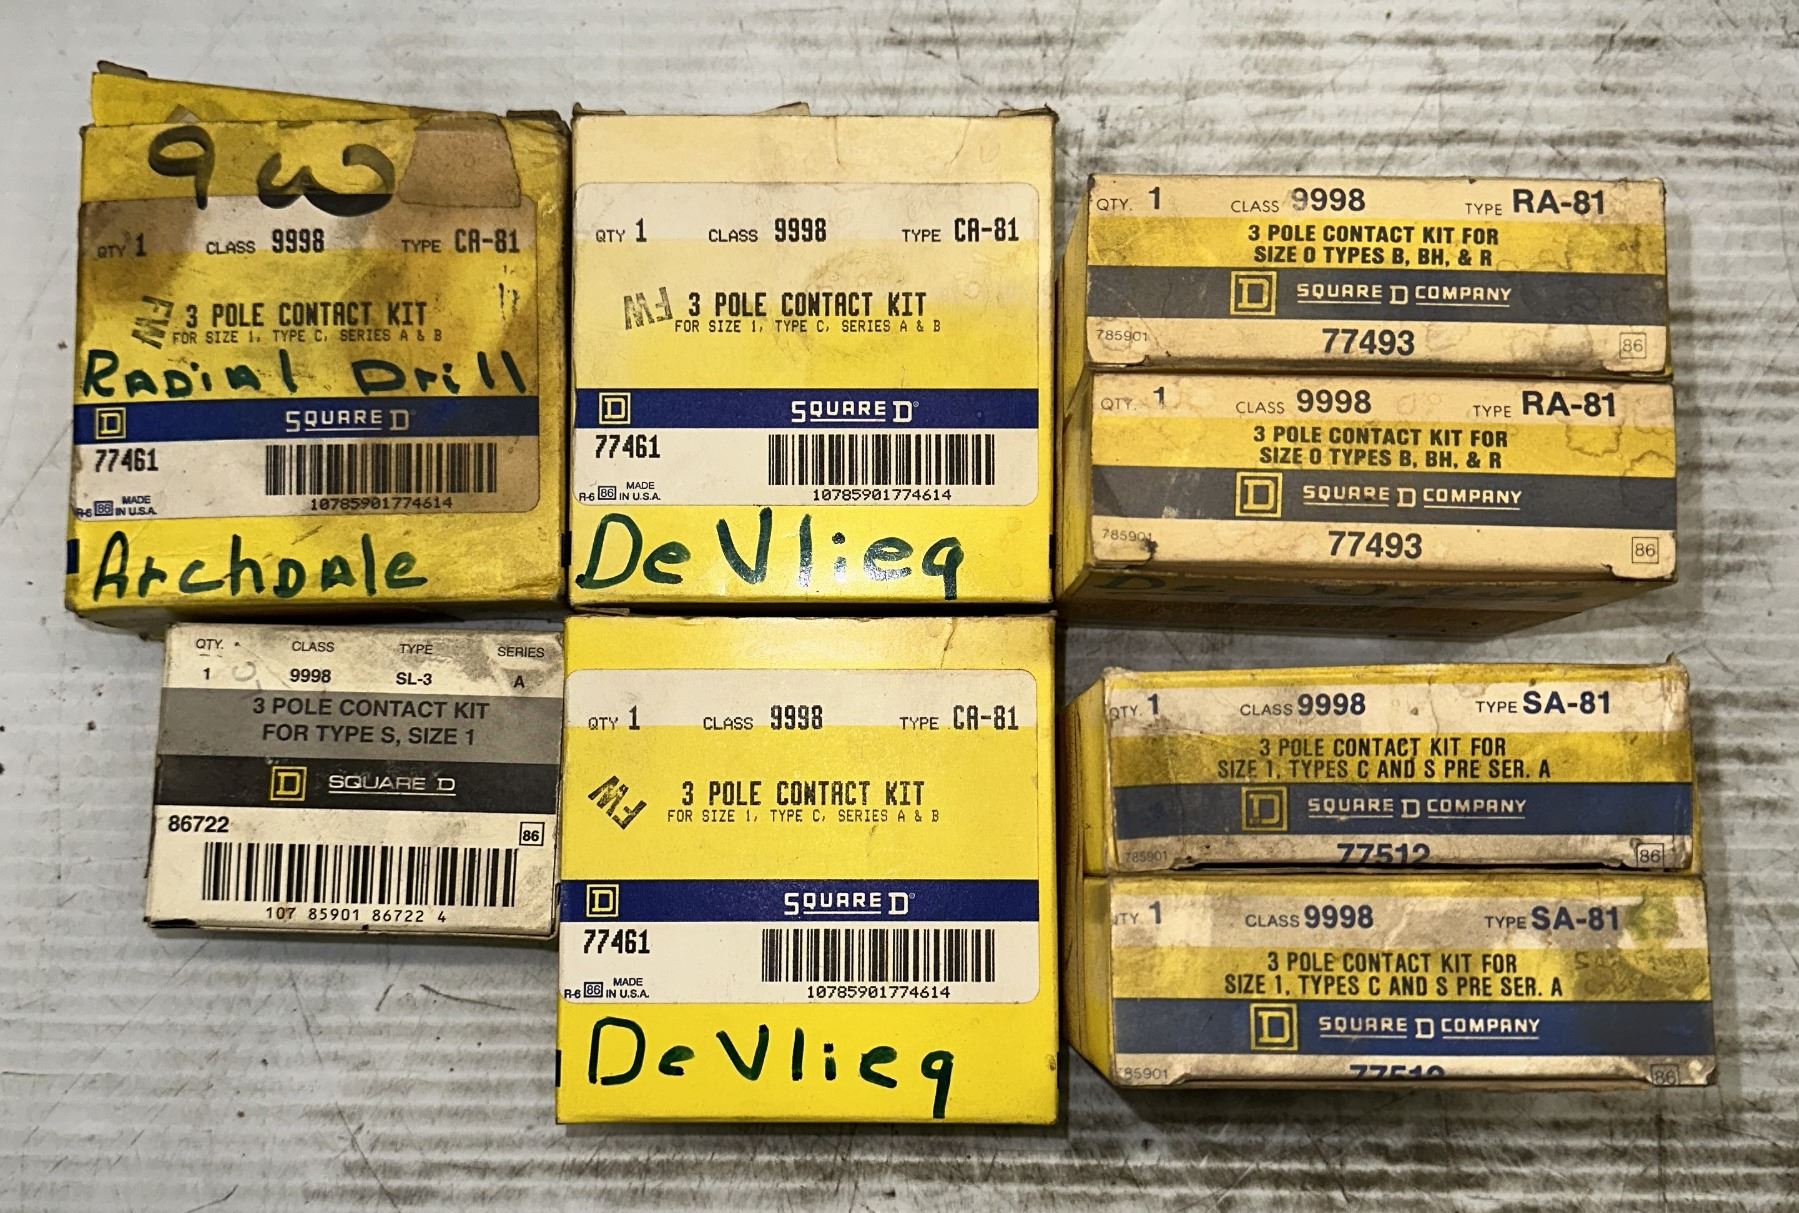 9 W
QTY 1 CLASS 9998 TYPE CA-81
FW
3 POLE CONTACT KIT
FOR SIZE 1, TYPE C, SERIES A & B
RADiAl Drill
D SQUARE D
77461
R-6 86 MADE IN U.S.A.
10785901774614
ArchDAle
QTY 1 CLASS 9998 TYPE CA-81
FW
3 POLE CONTACT KIT
FOR SIZE 1, TYPE C, SERIES A & B
D SQUARE D®
77461
R-6 86 MADE IN U.S.A.
10785901774614
De Vlieg
QTY. 1 CLASS 9998 TYPE RA-81
3 POLE CONTACT KIT FOR
SIZE 0 TYPES B, BH, & R
D SQUARE D COMPANY
785901 77493 86
QTY. 1 CLASS 9998 TYPE RA-81
3 POLE CONTACT KIT FOR
SIZE 0 TYPES B, BH, & R
D SQUARE D COMPANY
785901 77493 86
QTY. CLASS TYPE SERIES
1 9998 SL-3 A
3 POLE CONTACT KIT
FOR TYPE S, SIZE 1
D SQUARE D
86722 86
107 85901 86722 4
QTY 1 CLASS 9998 TYPE CA-81
FW
3 POLE CONTACT KIT
FOR SIZE 1, TYPE C, SERIES A & B
D SQUARE D®
77461
R-6 86 MADE IN U.S.A.
10785901774614
De Vlieg
QTY. 1 CLASS 9998 TYPE SA-81
3 POLE CONTACT KIT FOR
SIZE 1, TYPES C AND S PRE SER. A
D SQUARE D COMPANY
785901 77512 86
QTY. 1 CLASS 9998 TYPE SA-81
3 POLE CONTACT KIT FOR
SIZE 1, TYPES C AND S PRE SER. A
D SQUARE D COMPANY
785901 77512 86